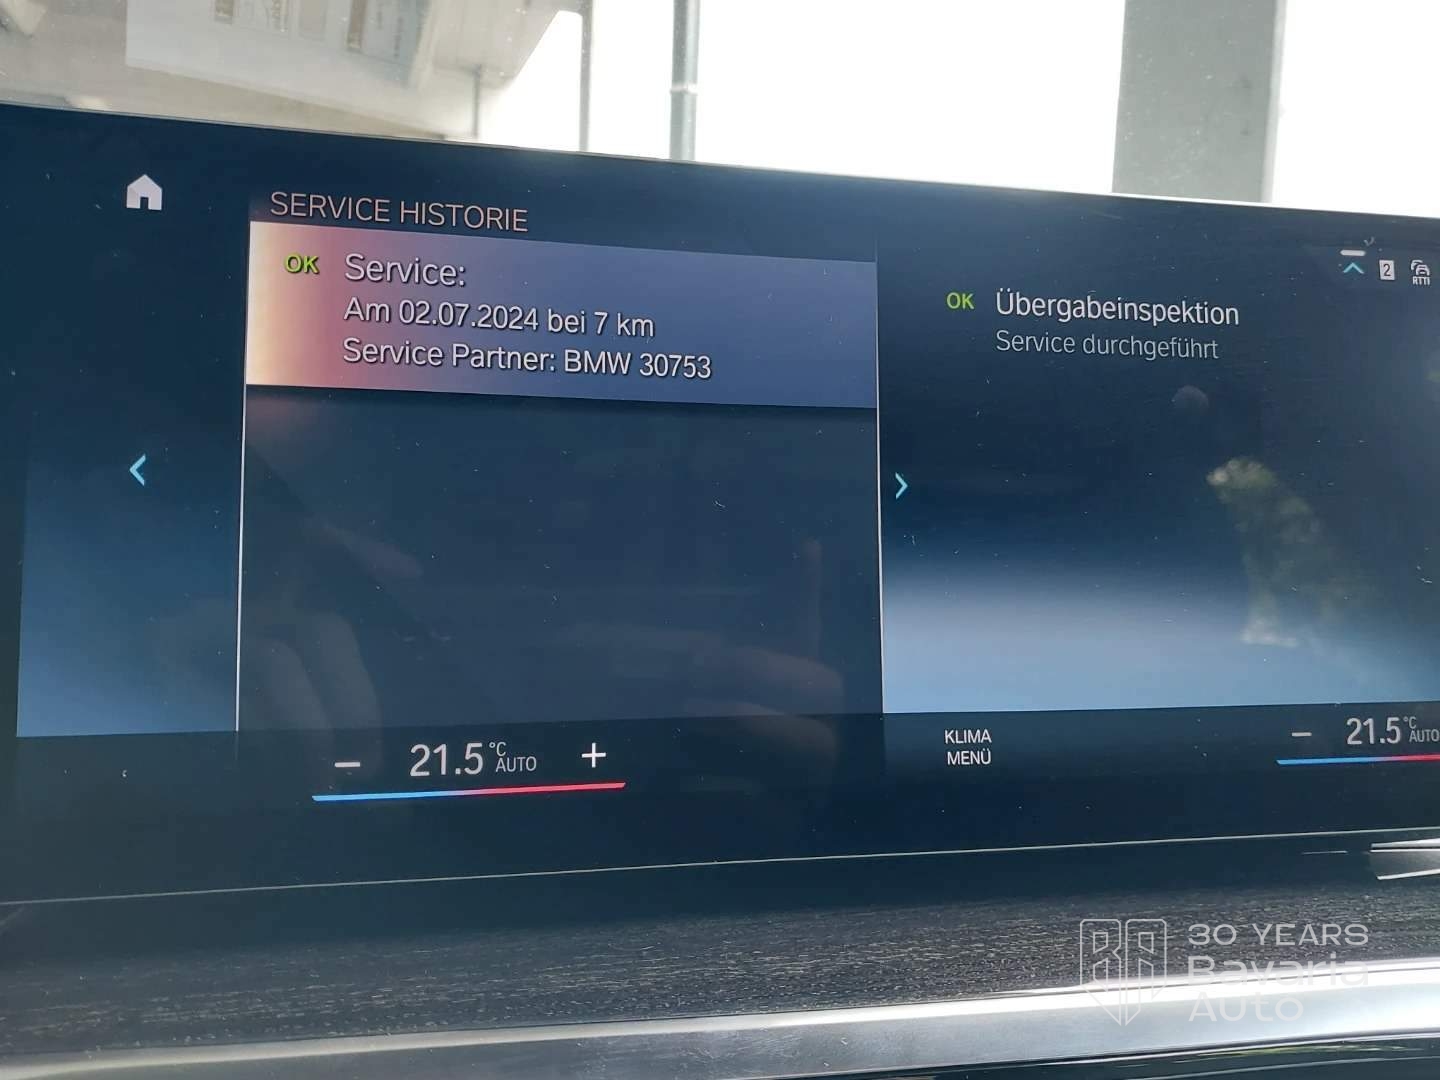 SERVICE HISTORIE
OK Service:
Am 02.07.2024 bei 7 km
Service Partner: BMW 30753
OK Übergabeinspektion
Service durchgeführt
2
RTTI
− 21.5 °C AUTO +
KLIMA
MENÜ
− 21.5 °C AUTO
BA 30 YEARS
Bavaria
Auto